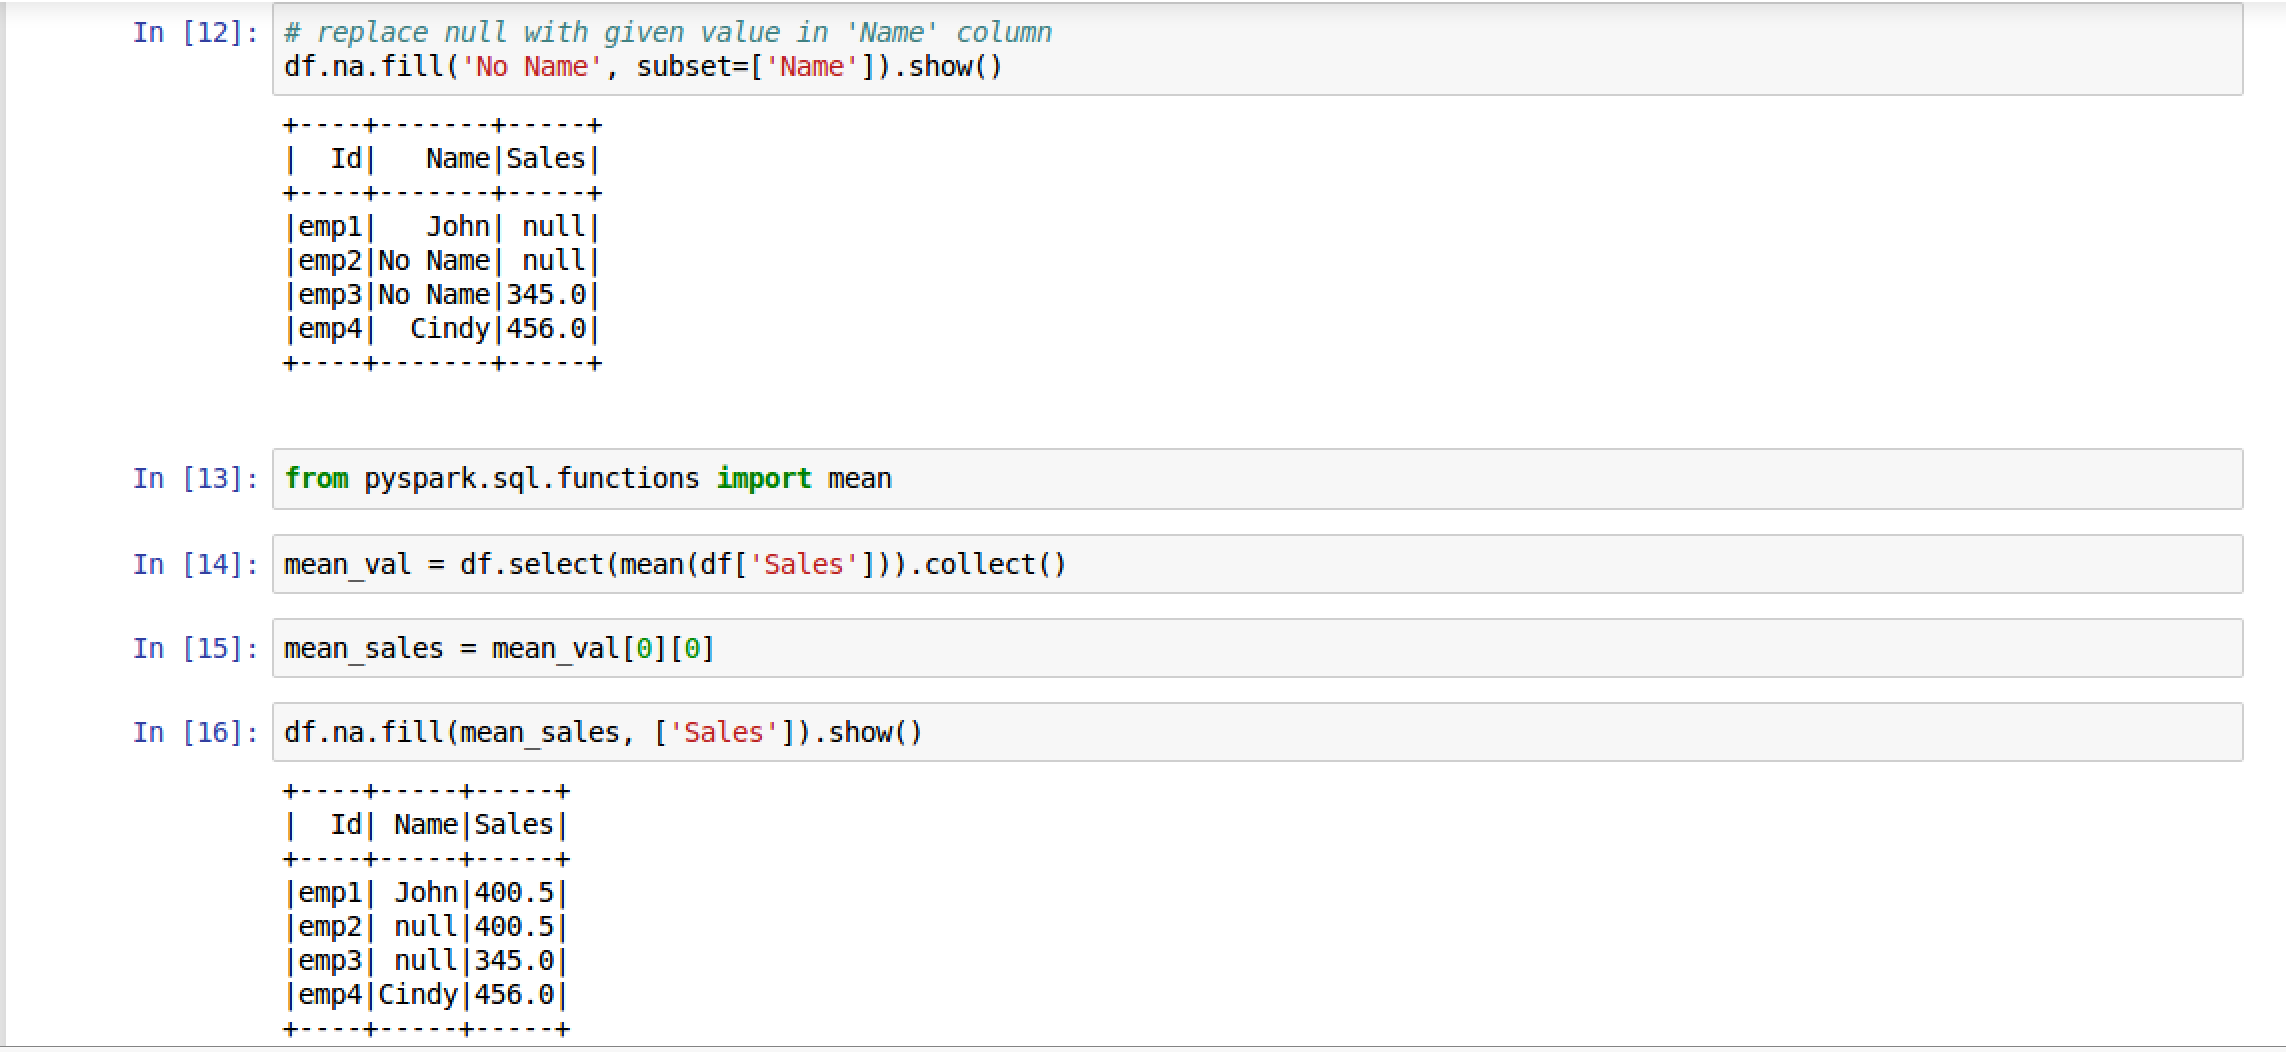 In [12]: # replace null with given value in 'Name' column
df.na.fill('No Name', subset=['Name']).show()
+----+-------+-----+
|  Id|   Name|Sales|
+----+-------+-----+
|emp1|   John| null|
|emp2|No Name| null|
|emp3|No Name|345.0|
|emp4|  Cindy|456.0|
+----+-------+-----+
In [13]: from pyspark.sql.functions import mean
In [14]: mean_val = df.select(mean(df['Sales'])).collect()
In [15]: mean_sales = mean_val[0][0]
In [16]: df.na.fill(mean_sales, ['Sales']).show()
+----+-----+-----+
|  Id| Name|Sales|
+----+-----+-----+
|emp1| John|400.5|
|emp2| null|400.5|
|emp3| null|345.0|
|emp4|Cindy|456.0|
+----+-----+-----+